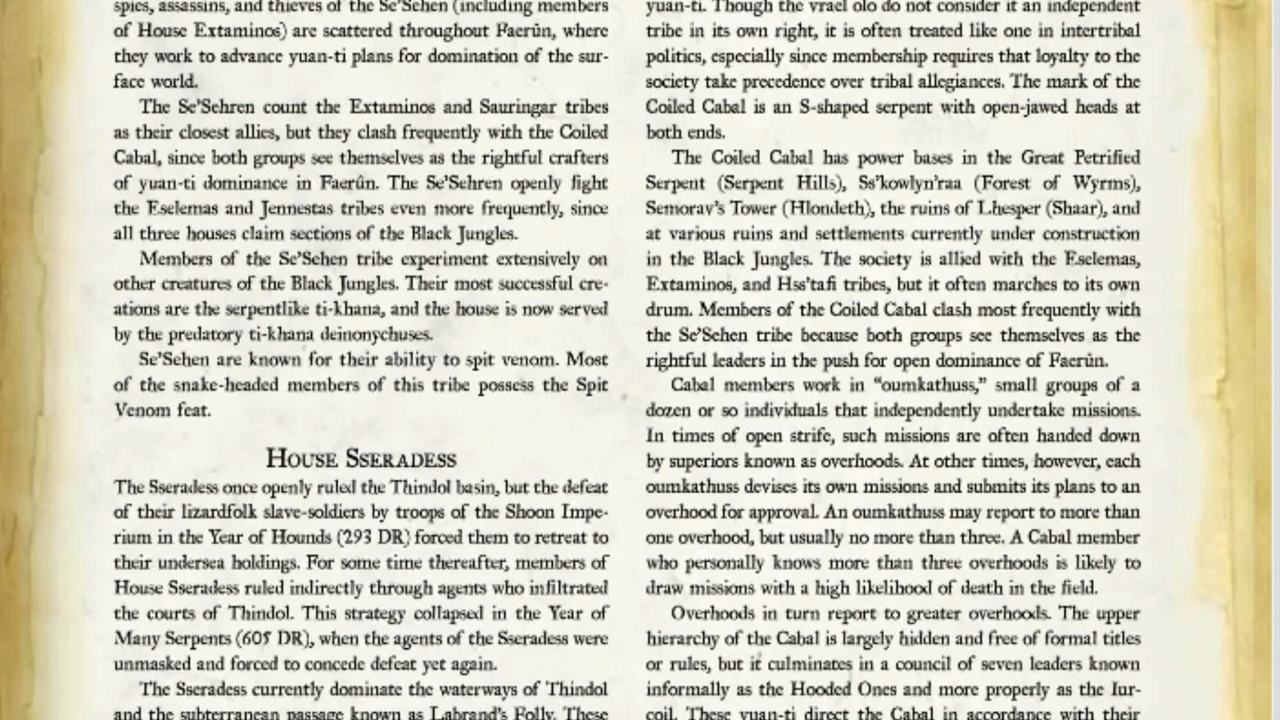 spies, assassins, and thieves of the Se'Sehen (including members
of House Extaminos) are scattered throughout Faerûn, where
they work to advance yuan-ti plans for domination of the sur-
face world.
The Se'Sehren count the Extaminos and Sauringar tribes
as their closest allies, but they clash frequently with the Coiled
Cabal, since both groups see themselves as the rightful crafters
of yuan-ti dominance in Faerûn. The Se'Sehren openly fight
the Eselemas and Jennestas tribes even more frequently, since
all three houses claim sections of the Black Jungles.
Members of the Se'Sehen tribe experiment extensively on
other creatures of the Black Jungles. Their most successful cre-
ations are the serpentlike ti-khana, and the house is now served
by the predatory ti-khana deinonychuses.
Se'Sehen are known for their ability to spit venom. Most
of the snake-headed members of this tribe possess the Spit
Venom feat.
House Sseradess
The Sseradess once openly ruled the Thindol basin, but the defeat
of their lizardfolk slave-soldiers by troops of the Shoon Impe-
rium in the Year of Hounds (293 DR) forced them to retreat to
their undersea holdings. For some time thereafter, members of
House Sseradess ruled indirectly through agents who infiltrated
the courts of Thindol. This strategy collapsed in the Year of
Many Serpents (605 DR), when the agents of the Sseradess were
unmasked and forced to concede defeat yet again.
The Sseradess currently dominate the waterways of Thindol
and the subterranean passage known as Labrand's Folly. These
yuan-ti. Though the vrael olo do not consider it an independent
tribe in its own right, it is often treated like one in intertribal
politics, especially since membership requires that loyalty to the
society take precedence over tribal allegiances. The mark of the
Coiled Cabal is an S-shaped serpent with open-jawed heads at
both ends.
The Coiled Cabal has power bases in the Great Petrified
Serpent (Serpent Hills), Ss'kowlyn'raa (Forest of Wyrms),
Semorav's Tower (Hlondeth), the ruins of Lhesper (Shaar), and
at various ruins and settlements currently under construction
in the Black Jungles. The society is allied with the Eselemas,
Extaminos, and Hss'tafi tribes, but it often marches to its own
drum. Members of the Coiled Cabal clash most frequently with
the Se'Sehen tribe because both groups see themselves as the
rightful leaders in the push for open dominance of Faerûn.
Cabal members work in “oumkathuss,” small groups of a
dozen or so individuals that independently undertake missions.
In times of open strife, such missions are often handed down
by superiors known as overhoods. At other times, however, each
oumkathuss devises its own missions and submits its plans to an
overhood for approval. An oumkathuss may report to more than
one overhood, but usually no more than three. A Cabal member
who personally knows more than three overhoods is likely to
draw missions with a high likelihood of death in the field.
Overhoods in turn report to greater overhoods. The upper
hierarchy of the Cabal is largely hidden and free of formal titles
or rules, but it culminates in a council of seven leaders known
informally as the Hooded Ones and more properly as the Iur-
coil. These yuan-ti direct the Cabal in accordance with their